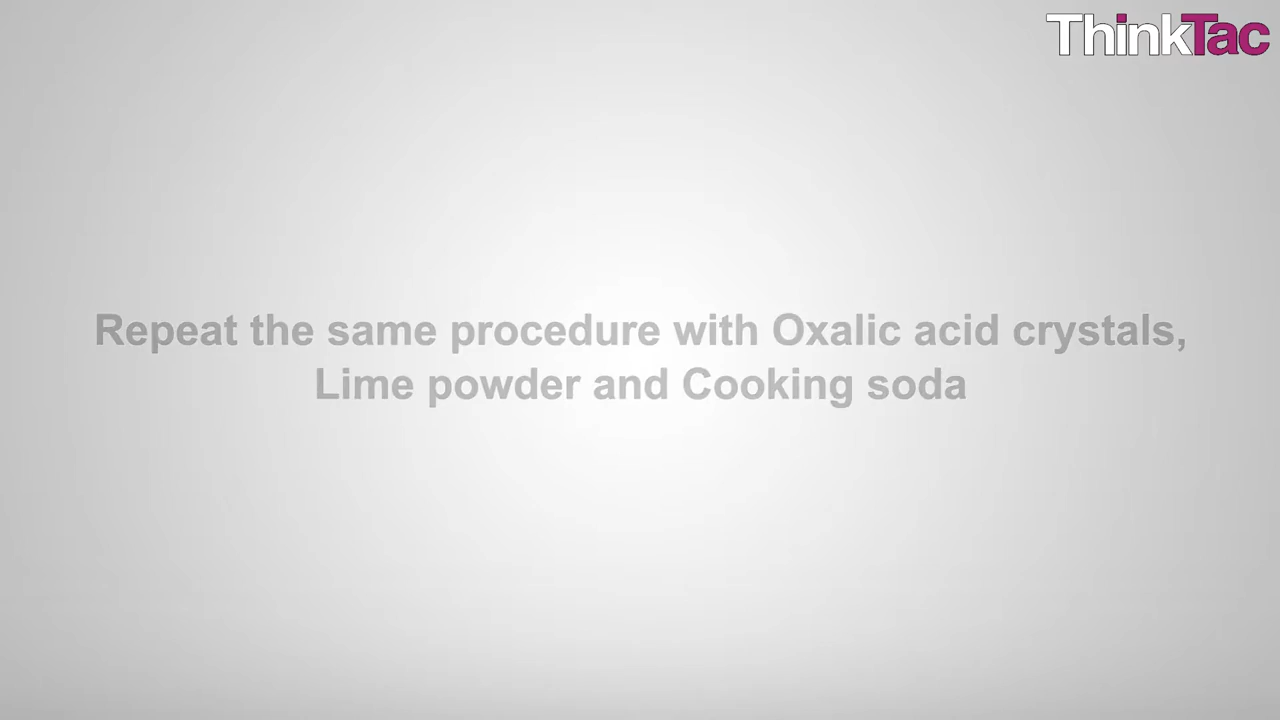 ThinkTac
Repeat the same procedure with Oxalic acid crystals,
Lime powder and Cooking soda